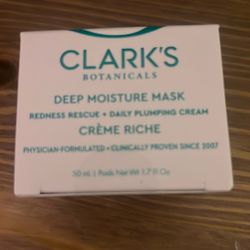 CLARK'S
BOTANICALS
DEEP MOISTURE MASK
REDNESS RESCUE + DAILY PLUMPING CREAM
CRÈME RICHE
PHYSICIAN-FORMULATED • CLINICALLY PROVEN SINCE 2007
50 mL | Poids Net Wt 1.7 fl Oz